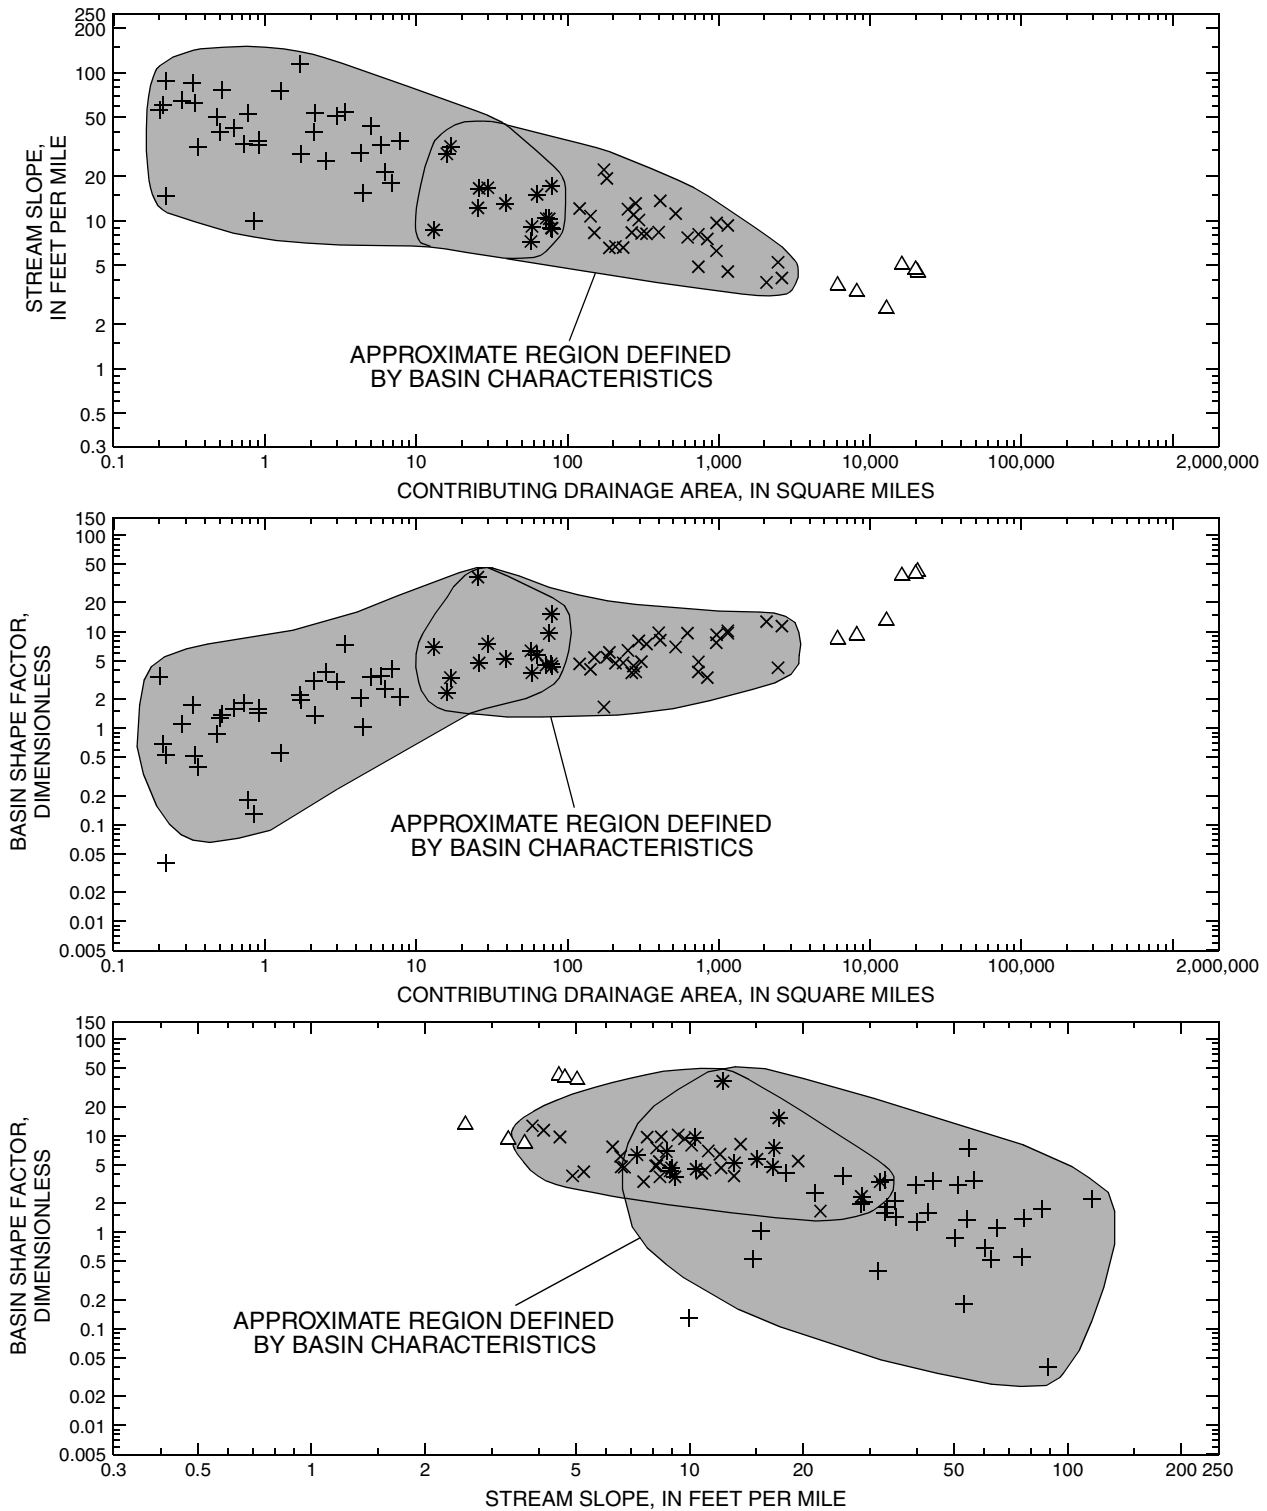 250
200
100
50
20
10
5
2
1
0.5
0.3
STREAM SLOPE,
IN FEET PER MILE
APPROXIMATE REGION DEFINED
BY BASIN CHARACTERISTICS
0.1 1 10 100 1,000 10,000 100,000 2,000,000
CONTRIBUTING DRAINAGE AREA, IN SQUARE MILES
150
100
50
20
10
5
2
1
0.5
0.2
0.1
0.05
0.02
0.01
0.005
BASIN SHAPE FACTOR,
DIMENSIONLESS
APPROXIMATE REGION DEFINED
BY BASIN CHARACTERISTICS
0.1 1 10 100 1,000 10,000 100,000 2,000,000
CONTRIBUTING DRAINAGE AREA, IN SQUARE MILES
150
100
50
20
10
5
2
1
0.5
0.2
0.1
0.05
0.02
0.01
0.005
BASIN SHAPE FACTOR,
DIMENSIONLESS
APPROXIMATE REGION DEFINED
BY BASIN CHARACTERISTICS
0.3 0.5 1 2 5 10 20 50 100 200 250
STREAM SLOPE, IN FEET PER MILE